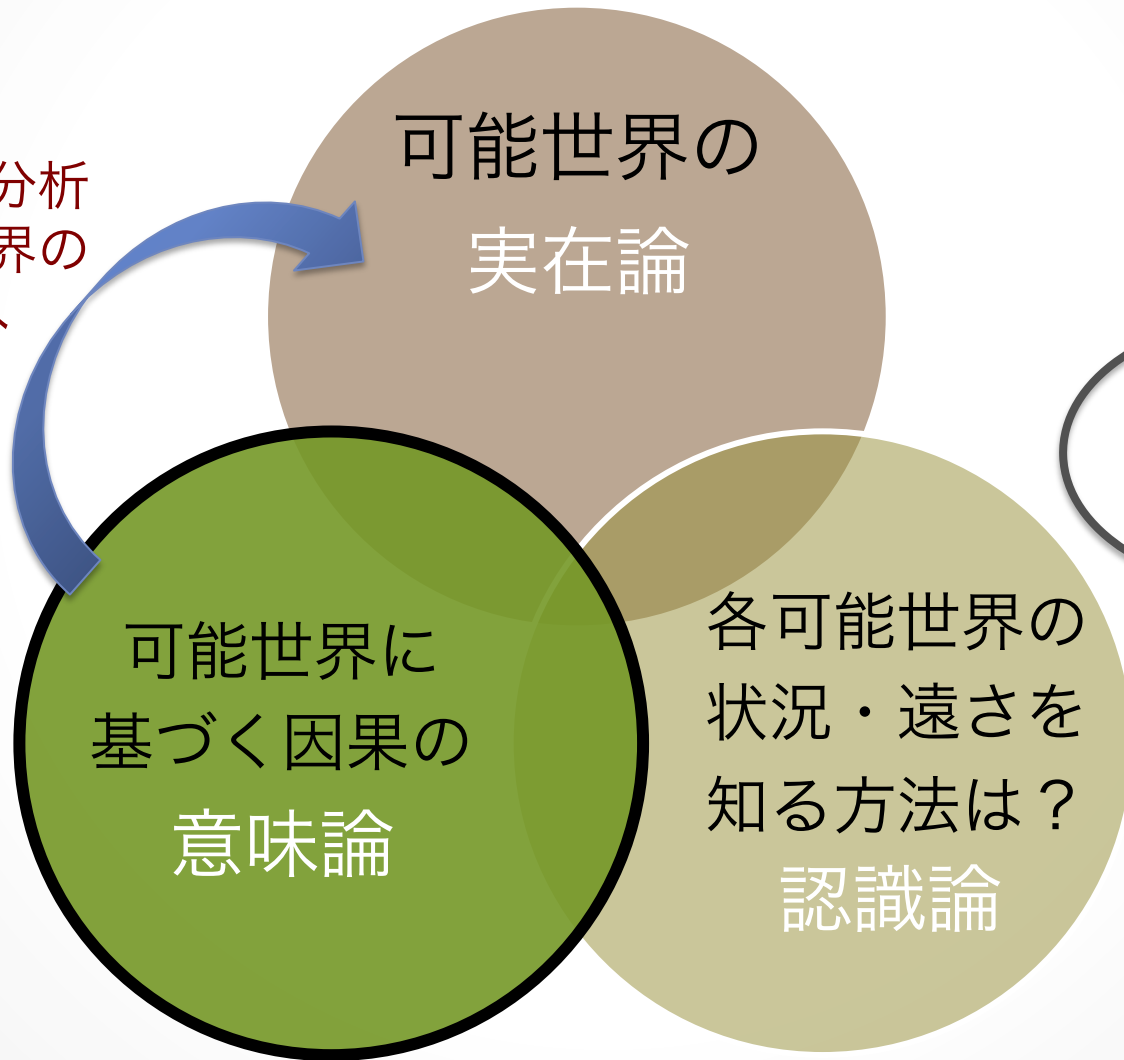 可能世界の
実在論
分析
界の
可能世界に
基づく因果の
意味論
各可能世界の
状況・遠さを
知る方法は？
認識論